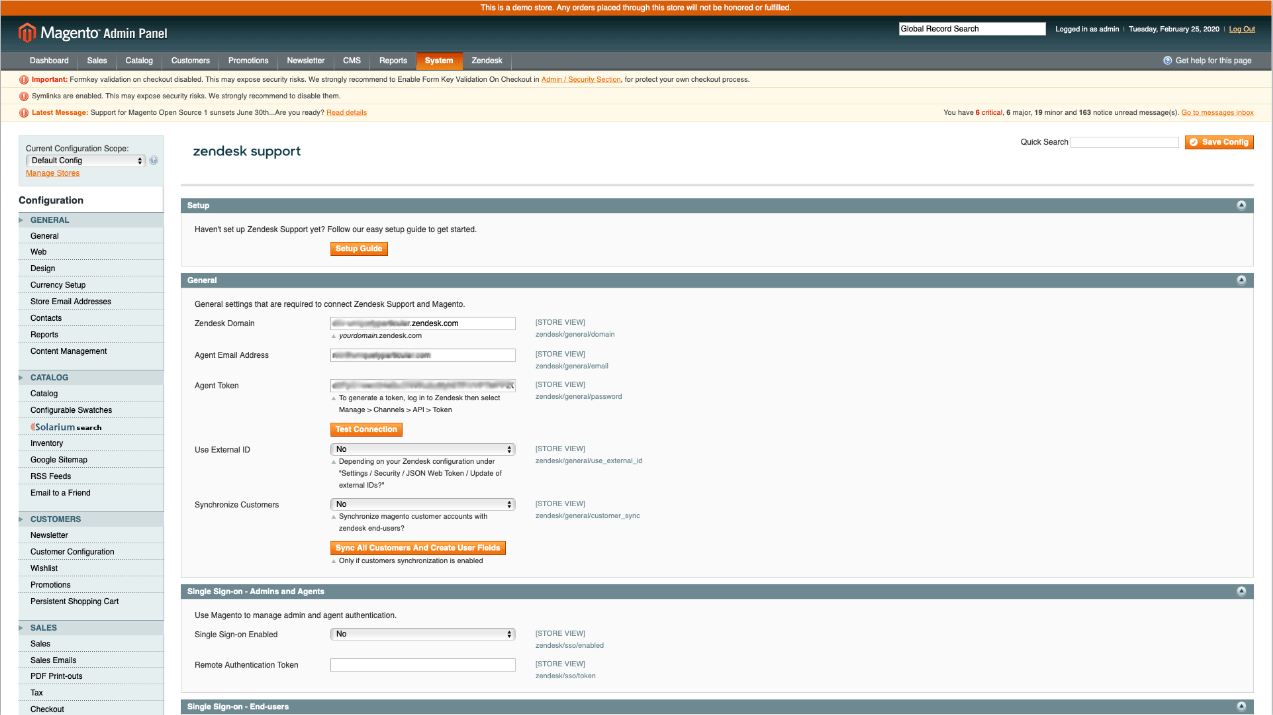 This is a demo store. Any orders placed through this store will not be honored or fulfilled.
Magento Admin Panel
Global Record Search
Logged in as admin | Tuesday, February 25, 2020 | Log Out
Dashboard Sales Catalog Customers Promotions Newsletter CMS Reports System Zendesk
Get help for this page
Important: Formkey validation on checkout disabled. This may expose security risks. We strongly recommend to Enable Form Key Validation On Checkout in Admin / Security Section, for protect your own checkout process.
Symlinks are enabled. This may expose security risks. We strongly recommend to disable them.
Latest Message: Support for Magento Open Source 1 sunsets June 30th...Are you ready? Read details
You have 6 critical, 6 major, 19 minor and 163 notice unread message(s). Go to messages inbox
Current Configuration Scope:
Default Config
Manage Stores
Configuration
GENERAL
General
Web
Design
Currency Setup
Store Email Addresses
Contacts
Reports
Content Management
CATALOG
Catalog
Configurable Swatches
Solarium search
Inventory
Google Sitemap
RSS Feeds
Email to a Friend
CUSTOMERS
Newsletter
Customer Configuration
Wishlist
Promotions
Persistent Shopping Cart
SALES
Sales
Sales Emails
PDF Print-outs
Tax
Checkout
zendesk support
Quick Search
Save Config
Setup
Haven't set up Zendesk Support yet? Follow our easy setup guide to get started.
Setup Guide
General
General settings that are required to connect Zendesk Support and Magento.
Zendesk Domain
.zendesk.com
[STORE VIEW]
yourdomain.zendesk.com
zendesk/general/domain
Agent Email Address
[STORE VIEW]
zendesk/general/email
Agent Token
[STORE VIEW]
zendesk/general/password
To generate a token, log in to Zendesk then select
Manage > Channels > API > Token
Test Connection
Use External ID
No
[STORE VIEW]
zendesk/general/use_external_id
Depending on your Zendesk configuration under
"Settings / Security / JSON Web Token / Update of
external IDs?"
Synchronize Customers
No
[STORE VIEW]
zendesk/general/customer_sync
Synchronize magento customer accounts with
zendesk end-users?
Sync All Customers And Create User Fields
Only if customers synchronization is enabled
Single Sign-on - Admins and Agents
Use Magento to manage admin and agent authentication.
Single Sign-on Enabled
No
[STORE VIEW]
zendesk/sso/enabled
Remote Authentication Token
[STORE VIEW]
zendesk/sso/token
Single Sign-on - End-users